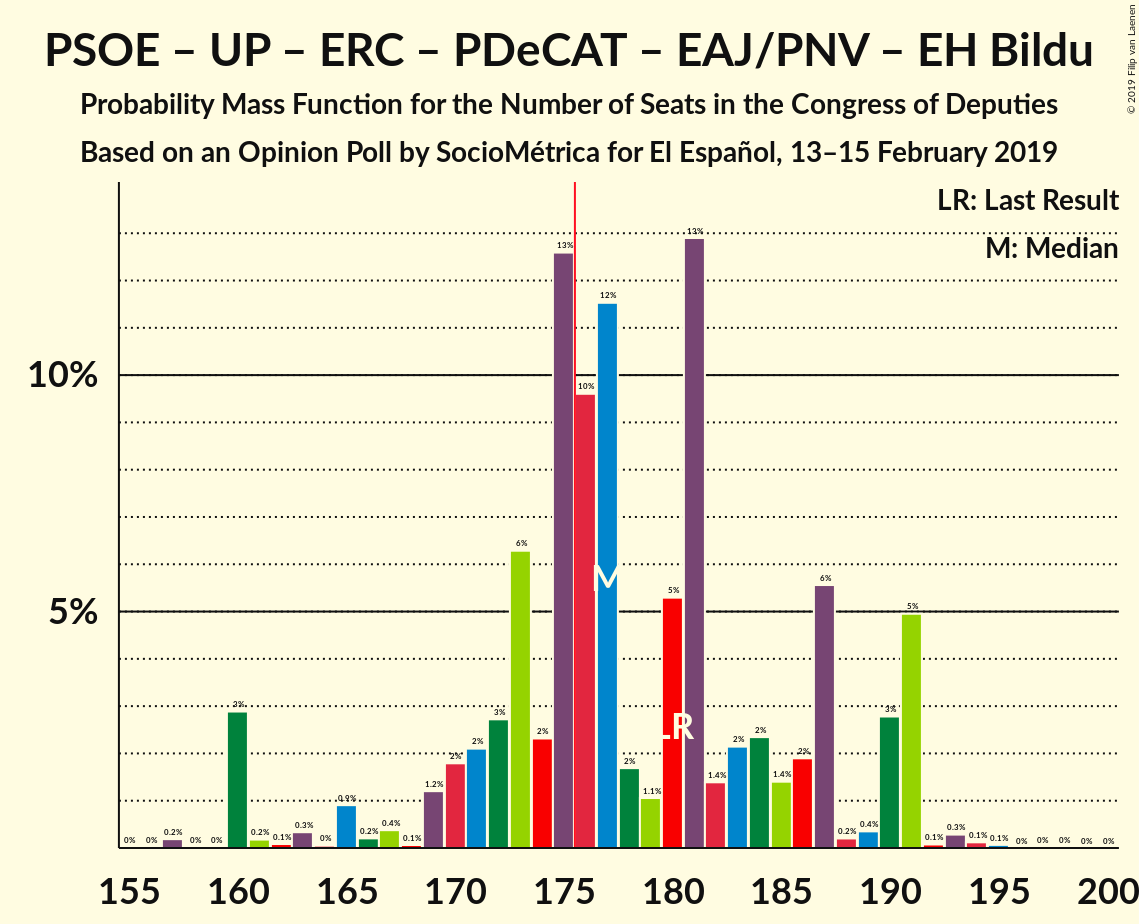 PSOE – UP – ERC – PDeCAT – EAJ/PNV – EH Bildu
Probability Mass Function for the Number of Seats in the Congress of Deputies
Based on an Opinion Poll by SocioMétrica for El Español, 13–15 February 2019
© 2019 Filip van Laenen
LR: Last Result
M: Median
10%
5%
0% 0% 0.2% 0% 0% 3% 0.2% 0.1% 0.3% 0% 0.9% 0.2% 0.4% 0.1% 1.2% 2% 2% 3% 6% 2% 13% 10% 12% 2% 1.1% 5% 13% 1.4% 2% 2% 1.4% 2% 6% 0.2% 0.4% 3% 5% 0.1% 0.3% 0.1% 0.1% 0% 0% 0% 0% 0%
M
LR
155 160 165 170 175 180 185 190 195 200